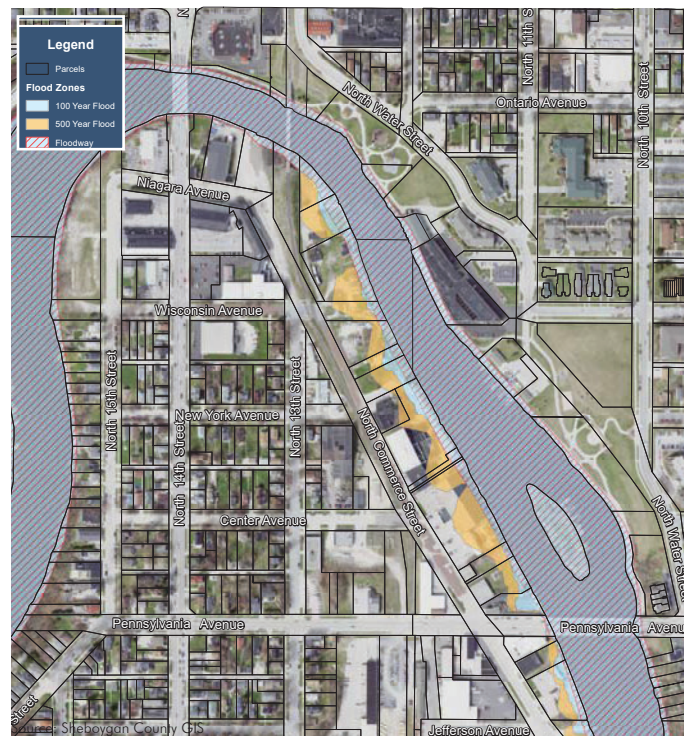 Legend
Parcels
Flood Zones
100 Year Flood
500 Year Flood
Floodway
N
North Water Street
North 11th S
Ontario Avenue
North 10th Street
Niagara Avenue
Wisconsin Avenue
North 15th Street
North 14th Street
New York Avenue
North 13th Street
North Commerce Street
Center Avenue
North Water Street
Pennsylvania Avenue
Pennsylvania Avenue
Street
Source: Sheboygan County GIS
Jefferson Avenue